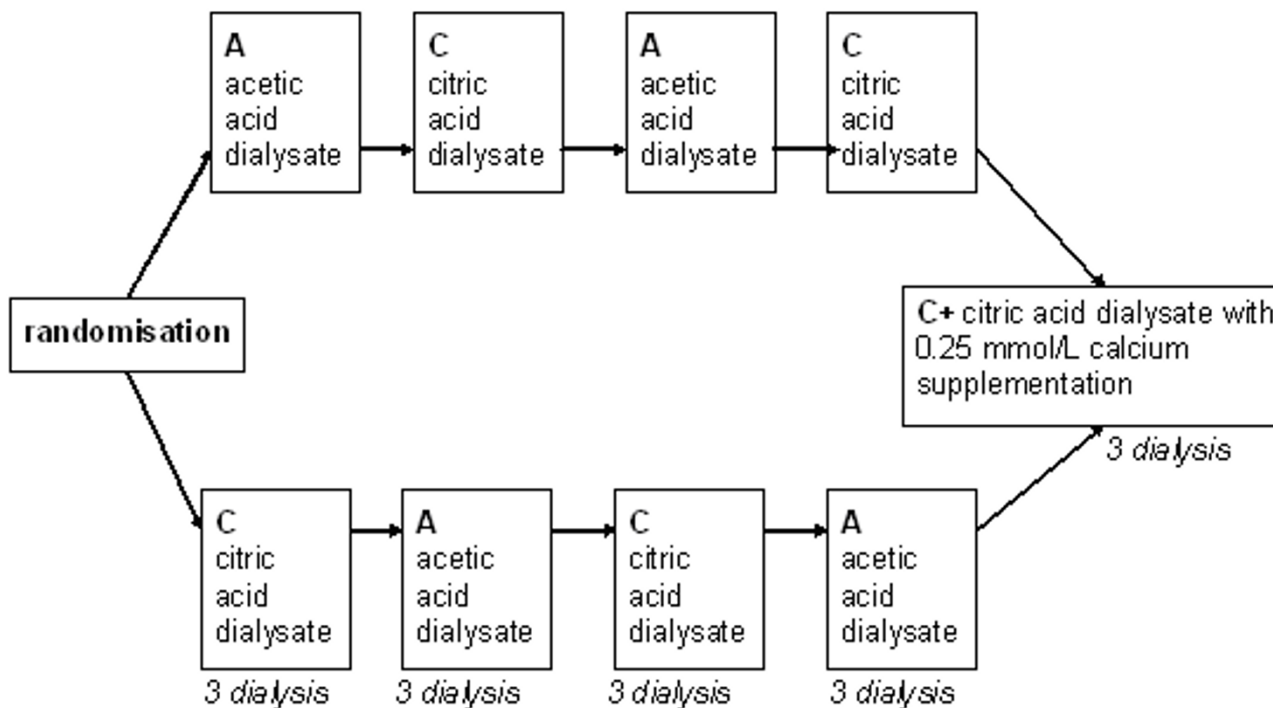 A
acetic
acid
dialysate
C
citric
acid
dialysate
A
acetic
acid
dialysate
C
citric
acid
dialysate
randomisation
C+ citric acid dialysate with
0.25 mmol/L calcium
supplementation
3 dialysis
C
citric
acid
dialysate
A
acetic
acid
dialysate
C
citric
acid
dialysate
A
acetic
acid
dialysate
3 dialysis
3 dialysis
3 dialysis
3 dialysis